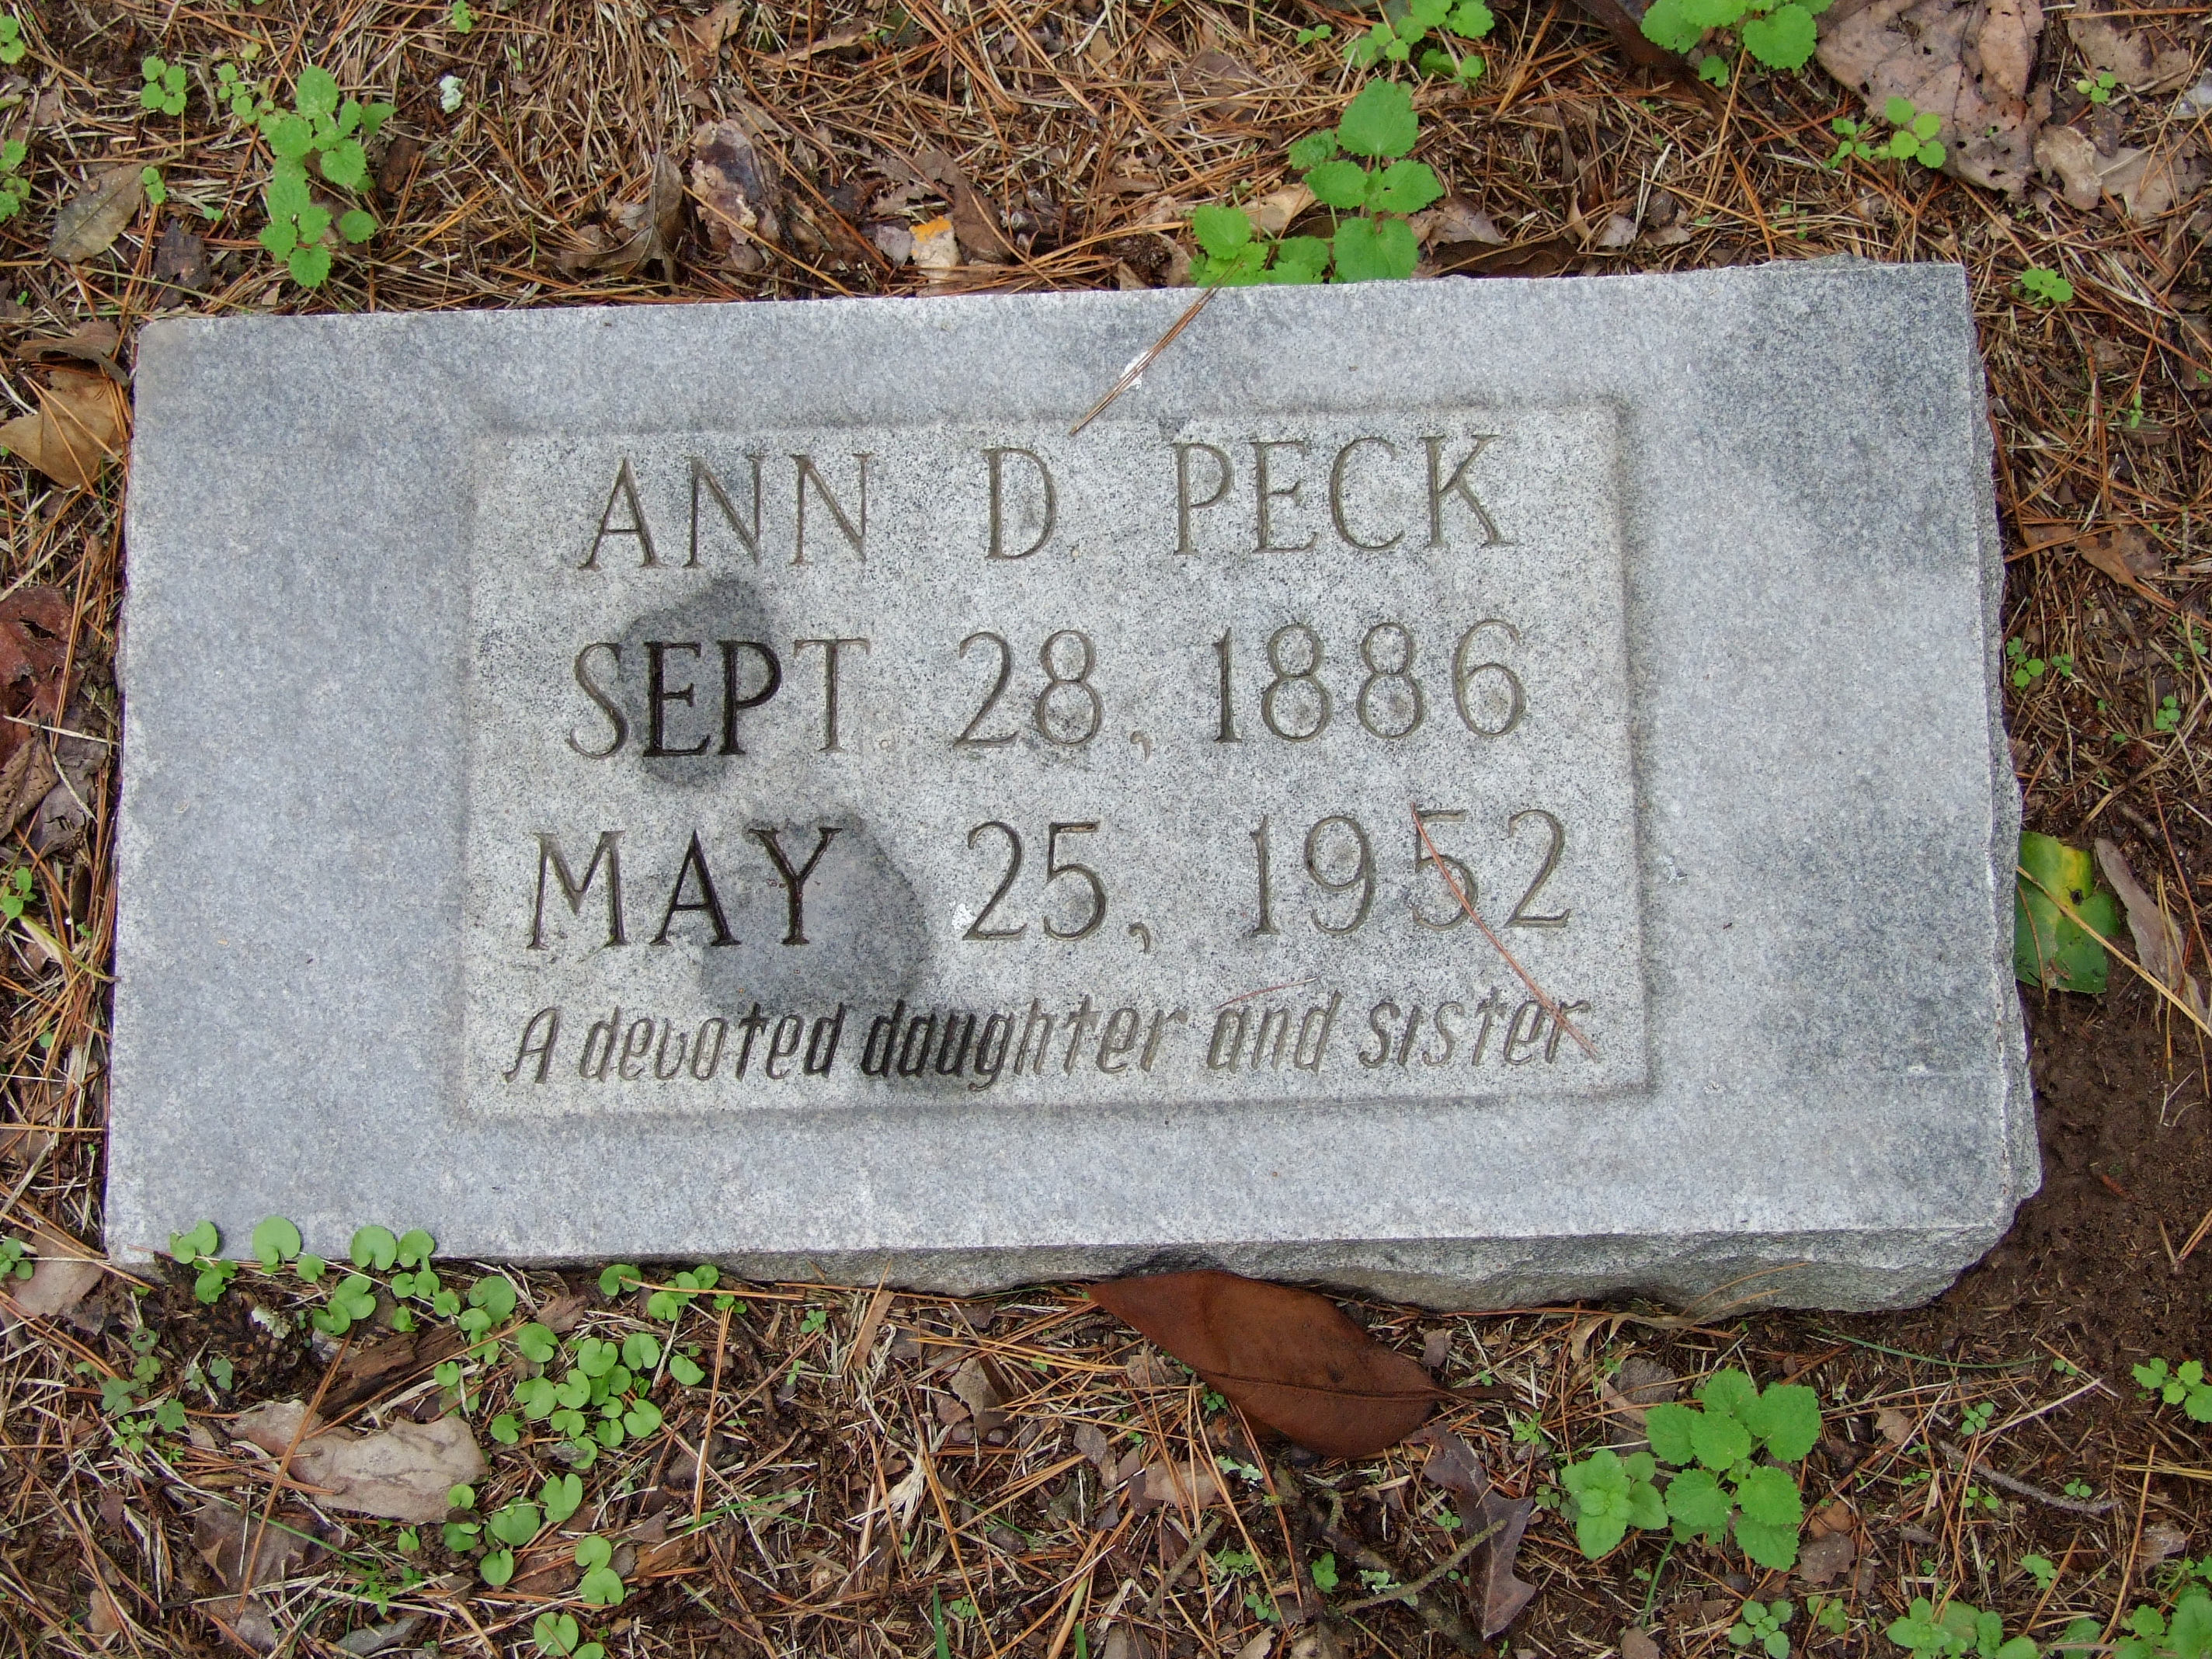 ANN D PECK
SEPT. 28, 1886
MAY 25, 1952
A devoted daughter and sister